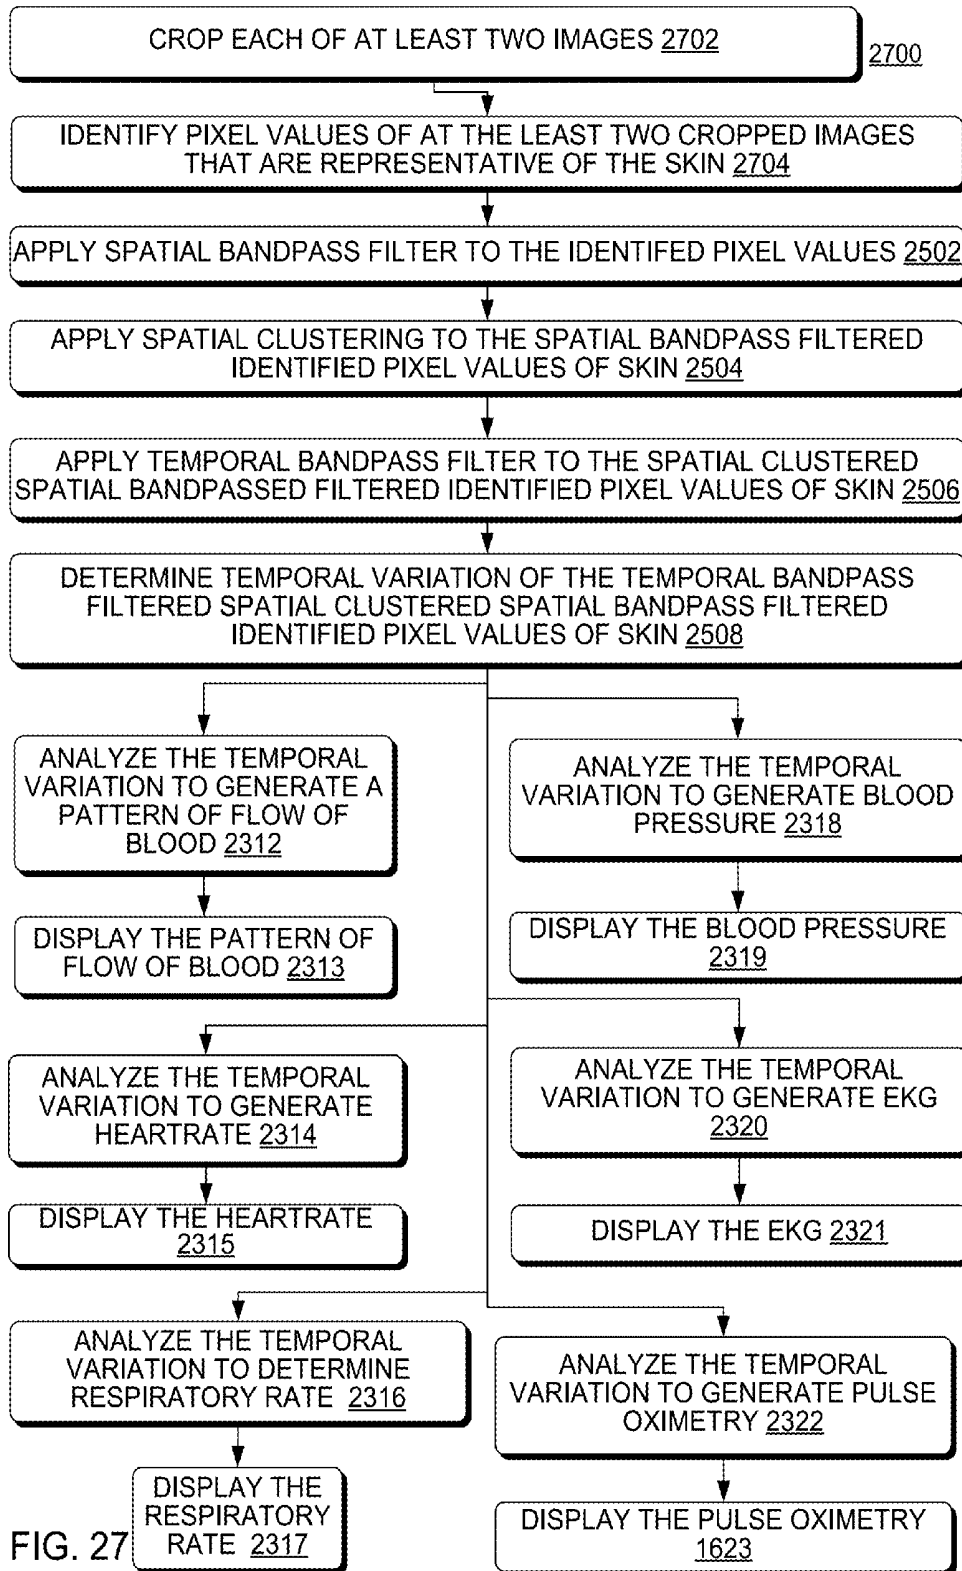 CROP EACH OF AT LEAST TWO IMAGES 2702
2700
IDENTIFY PIXEL VALUES OF AT THE LEAST TWO CROPPED IMAGES
THAT ARE REPRESENTATIVE OF THE SKIN 2704
APPLY SPATIAL BANDPASS FILTER TO THE IDENTIFED PIXEL VALUES 2502
APPLY SPATIAL CLUSTERING TO THE SPATIAL BANDPASS FILTERED
IDENTIFIED PIXEL VALUES OF SKIN 2504
APPLY TEMPORAL BANDPASS FILTER TO THE SPATIAL CLUSTERED
SPATIAL BANDPASSED FILTERED IDENTIFIED PIXEL VALUES OF SKIN 2506
DETERMINE TEMPORAL VARIATION OF THE TEMPORAL BANDPASS
FILTERED SPATIAL CLUSTERED SPATIAL BANDPASS FILTERED
IDENTIFIED PIXEL VALUES OF SKIN 2508
ANALYZE THE TEMPORAL
VARIATION TO GENERATE A
PATTERN OF FLOW OF
BLOOD 2312
DISPLAY THE PATTERN OF
FLOW OF BLOOD 2313
ANALYZE THE TEMPORAL
VARIATION TO GENERATE BLOOD
PRESSURE 2318
DISPLAY THE BLOOD PRESSURE
2319
ANALYZE THE TEMPORAL
VARIATION TO GENERATE
HEARTRATE 2314
DISPLAY THE HEARTRATE
2315
ANALYZE THE TEMPORAL
VARIATION TO GENERATE EKG
2320
DISPLAY THE EKG 2321
ANALYZE THE TEMPORAL
VARIATION TO DETERMINE
RESPIRATORY RATE 2316
DISPLAY THE
RESPIRATORY
RATE 2317
ANALYZE THE TEMPORAL
VARIATION TO GENERATE PULSE
OXIMETRY 2322
DISPLAY THE PULSE OXIMETRY
1623
FIG. 27